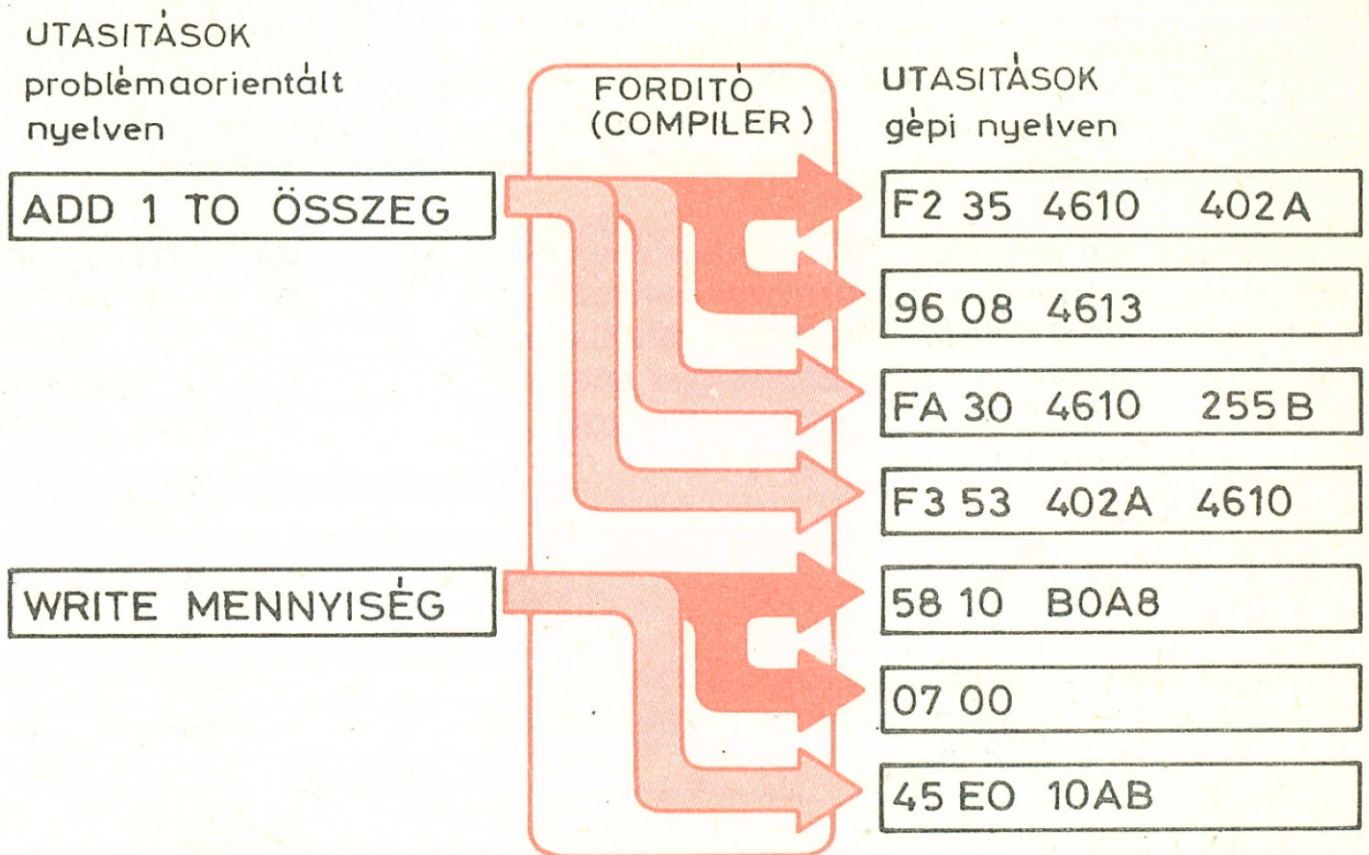 UTASITÁSOK
problémaorientált
nyelven
FORDITÓ
(COMPILER)
UTASITÁSOK
gépi nyelven
ADD 1 TO ÖSSZEG
F2 35 4610 402A
96 08 4613
FA 30 4610 255B
F3 53 402A 4610
WRITE MENNYISÉG
58 10 B0A8
07 00
45 E0 10AB